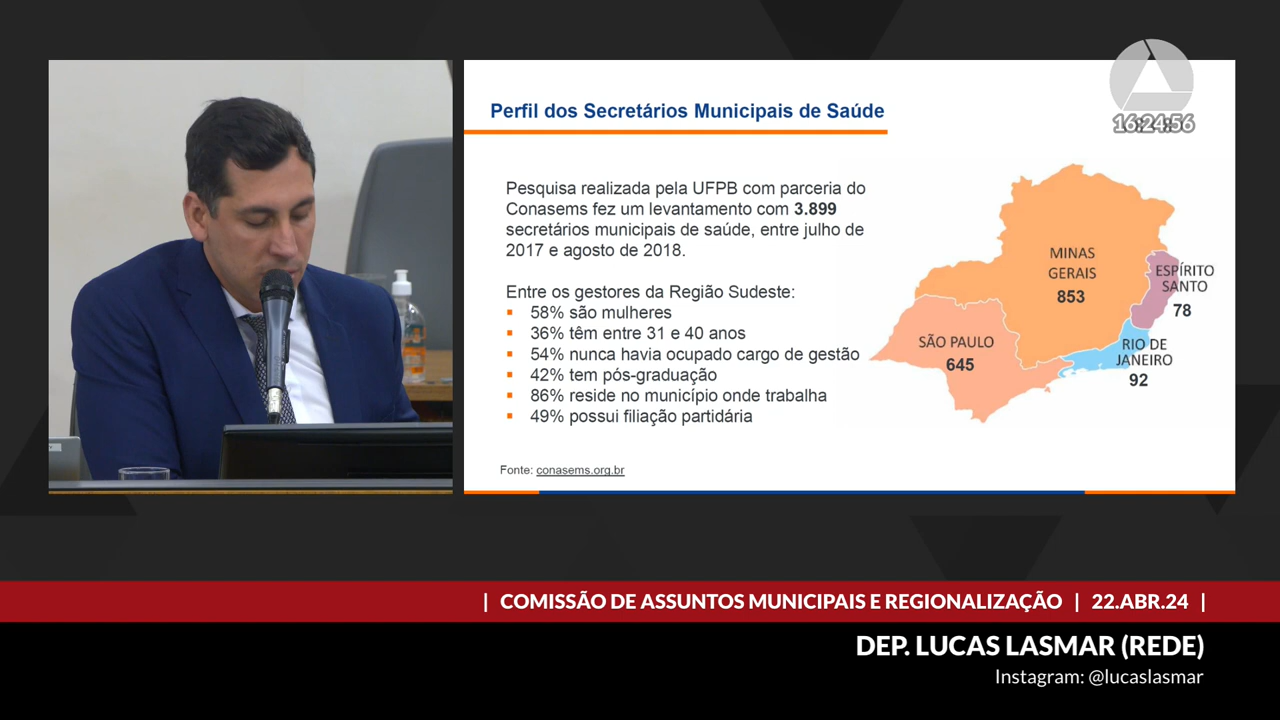 16:24:56
Perfil dos Secretários Municipais de Saúde
Pesquisa realizada pela UFPB com parceria do
Conasems fez um levantamento com 3.899
secretários municipais de saúde, entre julho de
2017 e agosto de 2018.
Entre os gestores da Região Sudeste:
▪ 58% são mulheres
▪ 36% têm entre 31 e 40 anos
▪ 54% nunca havia ocupado cargo de gestão
▪ 42% tem pós-graduação
▪ 86% reside no município onde trabalha
▪ 49% possui filiação partidária
Fonte: conasems.org.br
MINAS
GERAIS
853
ESPÍRITO
SANTO
78
SÃO PAULO
645
RIO DE
JANEIRO
92
| COMISSÃO DE ASSUNTOS MUNICIPAIS E REGIONALIZAÇÃO | 22.ABR.24 |
DEP. LUCAS LASMAR (REDE)
Instagram: @lucaslasmar